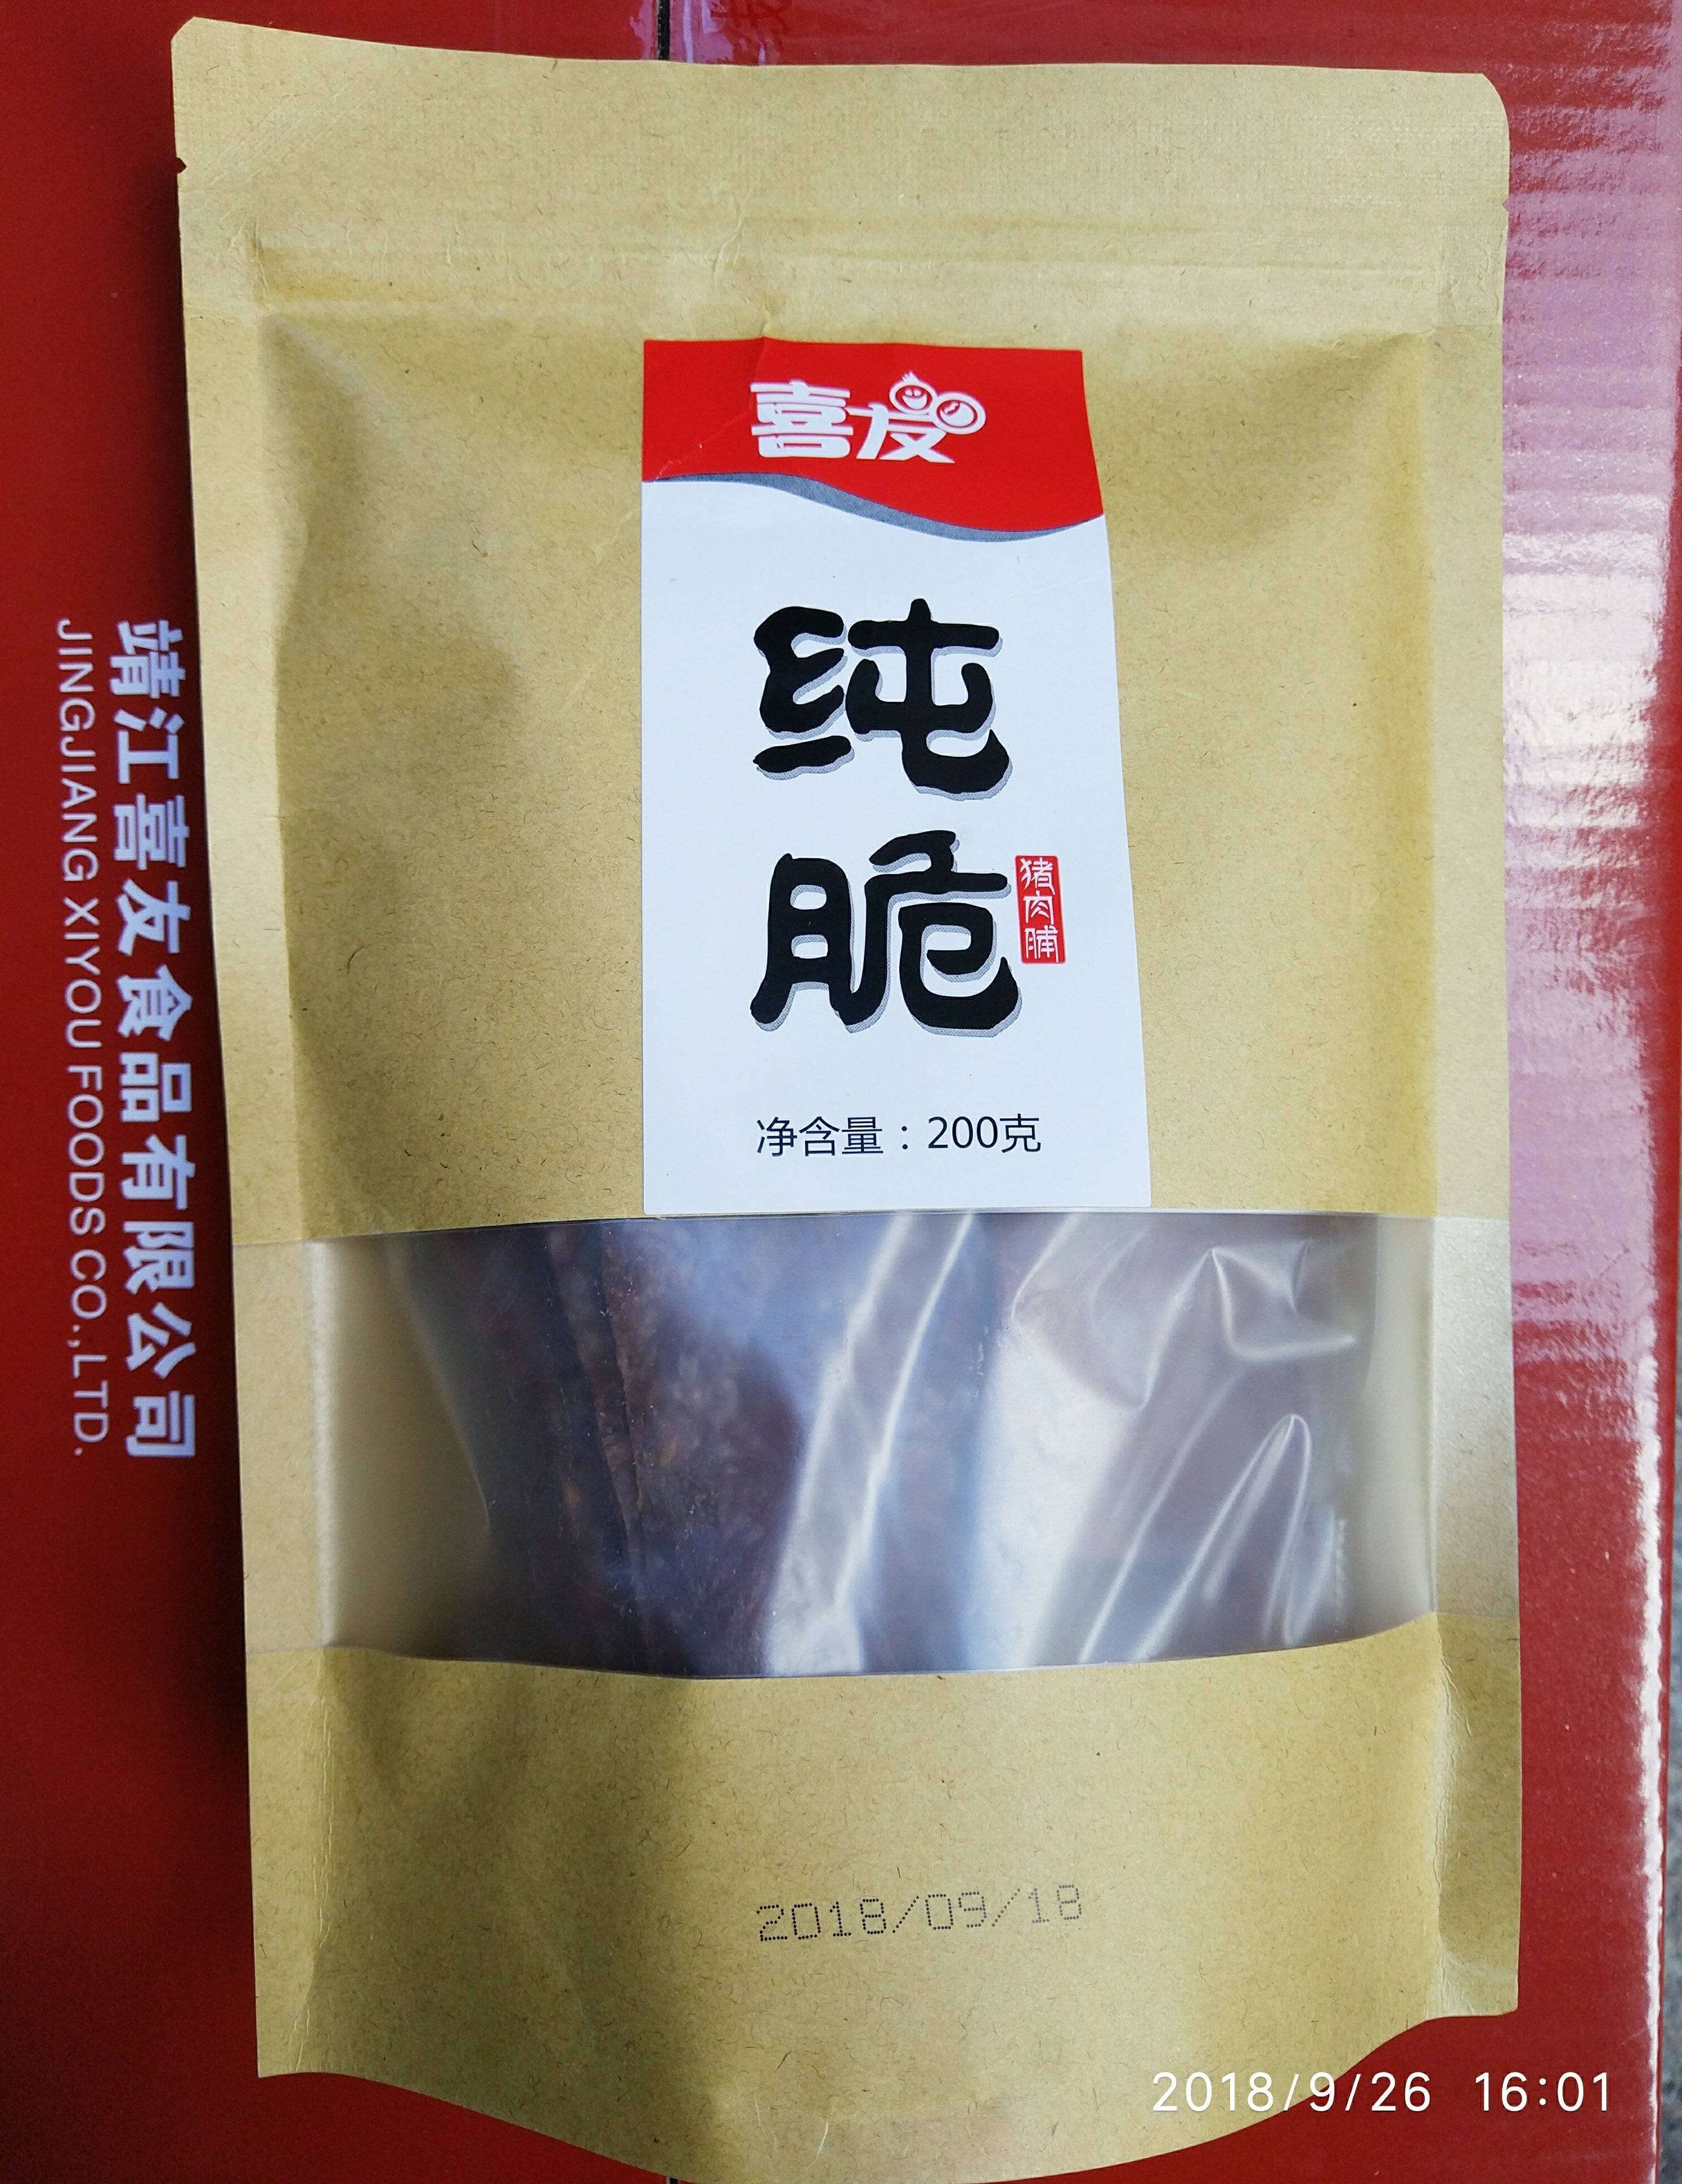 喜友
纯脆
猪肉脯
净含量：200克
2018/09/18
靖江喜友食品有限公司
JINGJIANG XIYOU FOODS CO.,LTD.
2018/9/26 16:01